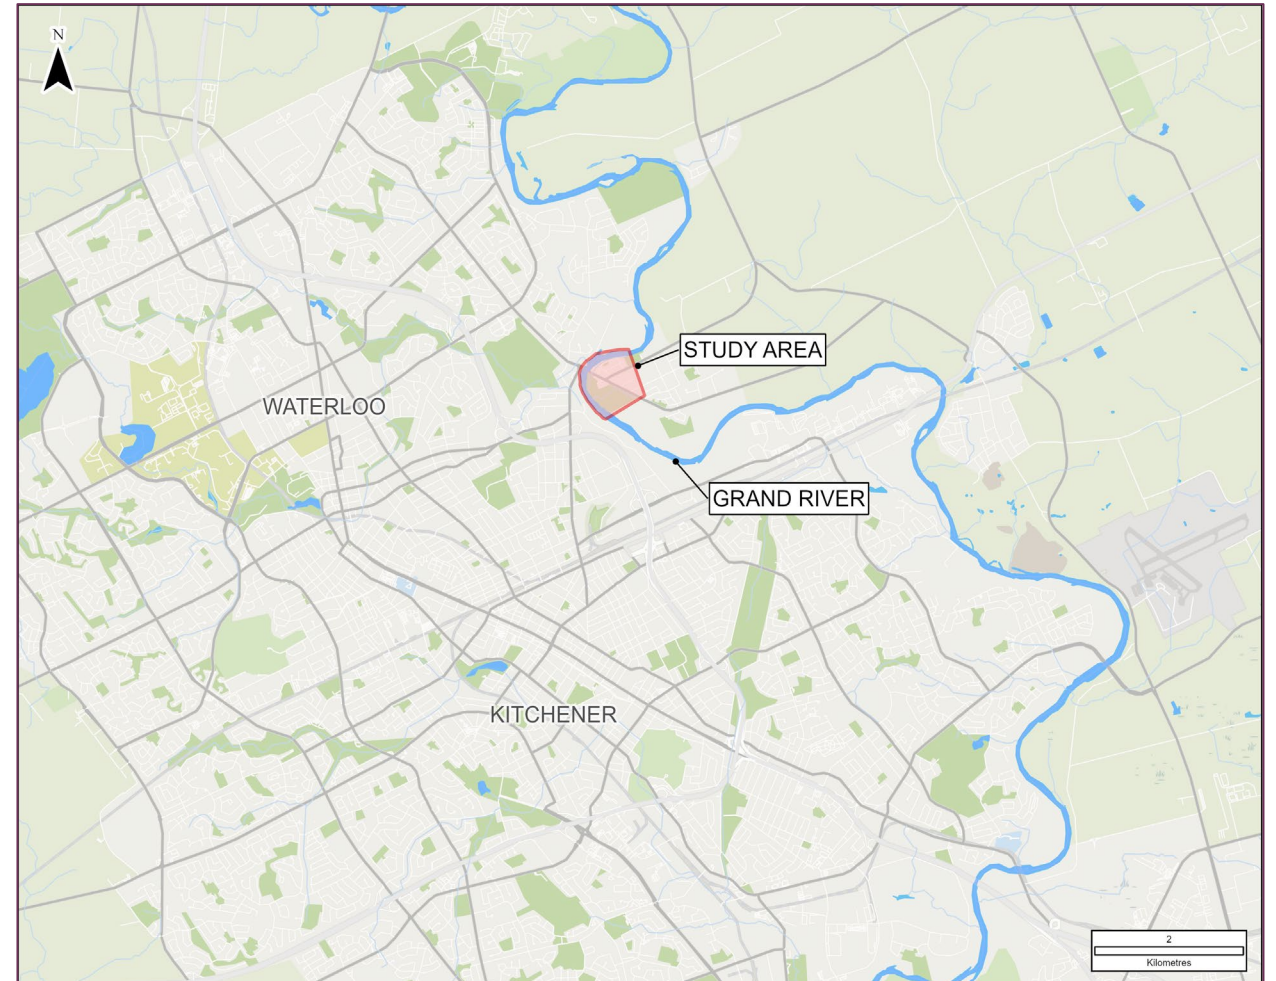 N
STUDY AREA
WATERLOO
GRAND RIVER
KITCHENER
2
Kilometres